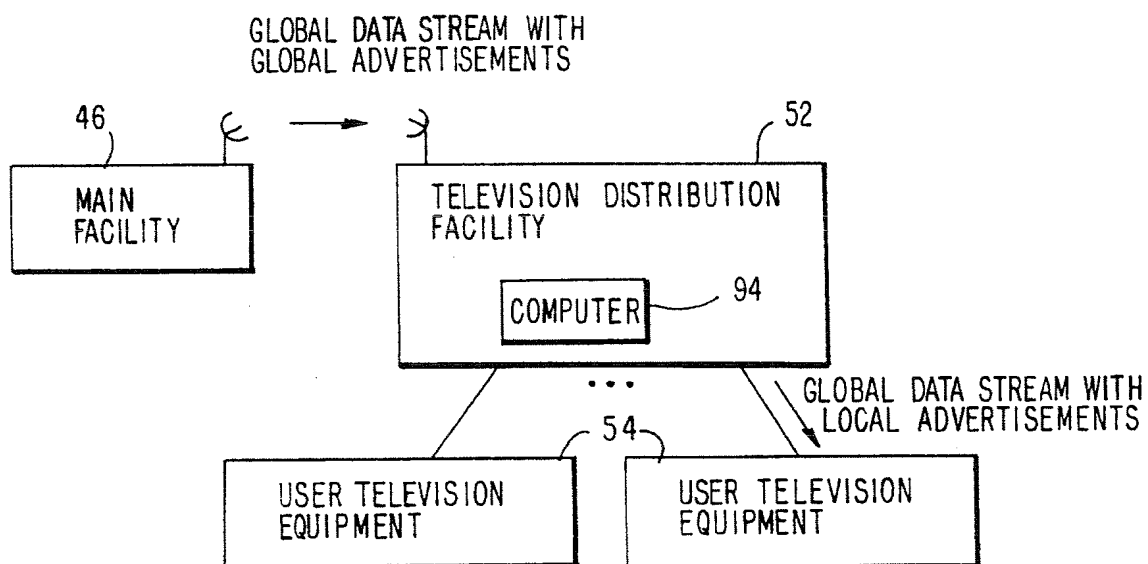 GLOBAL DATA STREAM WITH
GLOBAL ADVERTISEMENTS
46
52
MAIN
FACILITY
TELEVISION DISTRIBUTION
FACILITY
COMPUTER
94
...
GLOBAL DATA STREAM WITH
LOCAL ADVERTISEMENTS
54
USER TELEVISION
EQUIPMENT
USER TELEVISION
EQUIPMENT